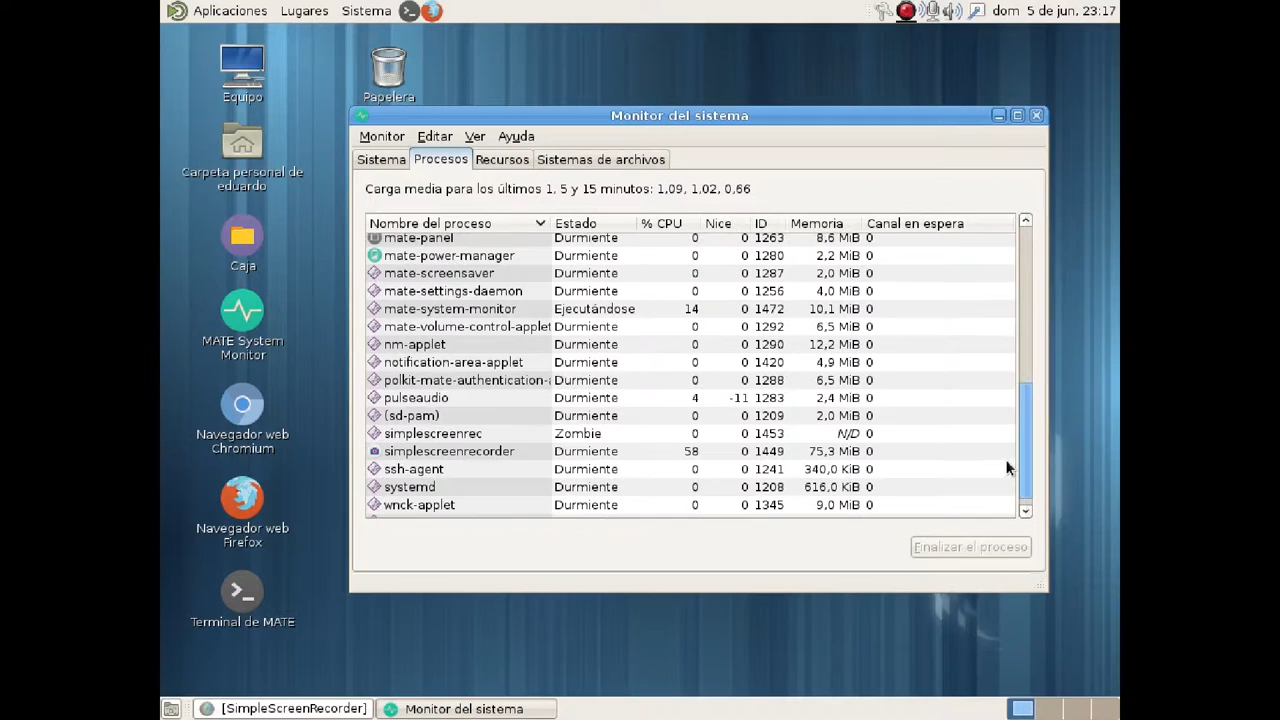 Aplicaciones Lugares Sistema dom 5 de jun, 23:17
Equipo
Papelera
Carpeta personal de
eduardo
Caja
MATE System
Monitor
Navegador web
Chromium
Navegador web
Firefox
Terminal de MATE
Monitor del sistema
Monitor Editar Ver Ayuda
Sistema Procesos Recursos Sistemas de archivos
Carga media para los últimos 1, 5 y 15 minutos: 1,09, 1,02, 0,66
Nombre del proceso Estado % CPU Nice ID Memoria Canal en espera
mate-panel Durmiente 0 0 1263 8,6 MiB 0
mate-power-manager Durmiente 0 0 1280 2,2 MiB 0
mate-screensaver Durmiente 0 0 1287 2,0 MiB 0
mate-settings-daemon Durmiente 0 0 1256 4,0 MiB 0
mate-system-monitor Ejecutándose 14 0 1472 10,1 MiB 0
mate-volume-control-applet Durmiente 0 0 1292 6,5 MiB 0
nm-applet Durmiente 0 0 1290 12,2 MiB 0
notification-area-applet Durmiente 0 0 1420 4,9 MiB 0
polkit-mate-authentication- Durmiente 0 0 1288 6,5 MiB 0
pulseaudio Durmiente 4 -11 1283 2,4 MiB 0
(sd-pam) Durmiente 0 0 1209 2,0 MiB 0
simplescreenrec Zombie 0 0 1453 N/D 0
simplescreenrecorder Durmiente 58 0 1449 75,3 MiB 0
ssh-agent Durmiente 0 0 1241 340,0 KiB 0
systemd Durmiente 0 0 1208 616,0 KiB 0
wnck-applet Durmiente 0 0 1345 9,0 MiB 0
Finalizar el proceso
[SimpleScreenRecorder] Monitor del sistema